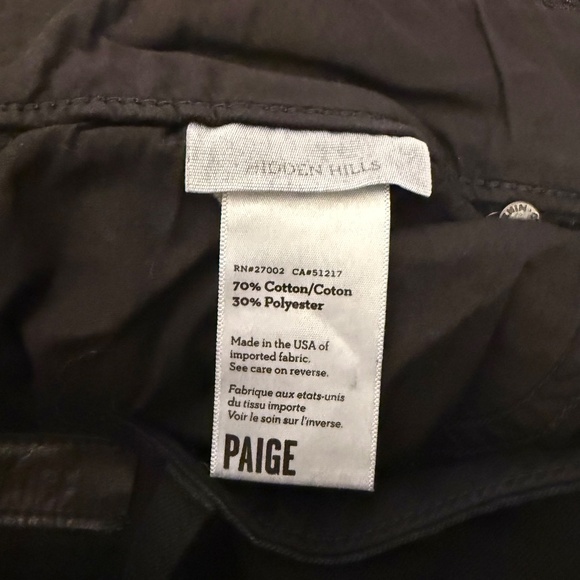 HIDDEN HILLS
RN#27002 CA#51217
70% Cotton/Coton
30% Polyester
Made in the USA of
imported fabric.
See care on reverse.
Fabrique aux etats-unis
du tissu importe
Voir le soin sur l'inverse.
PAIGE